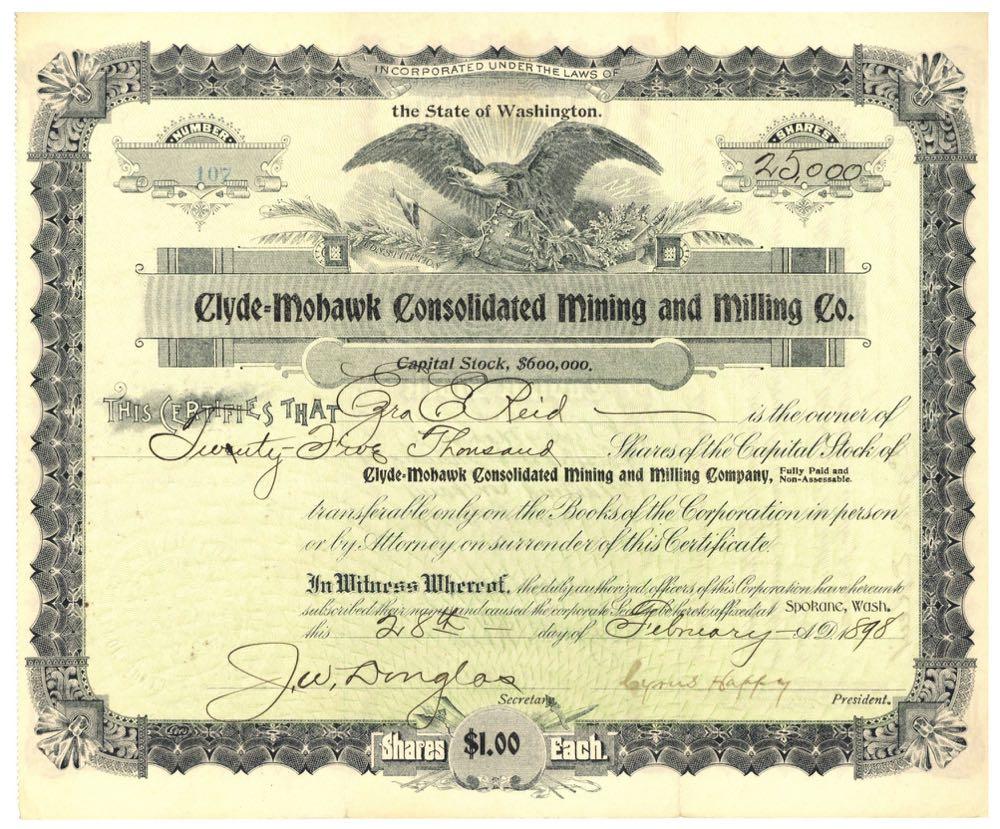 INCORPORATED UNDER THE LAWS OF
the State of Washington.
NUMBER
107
SHARES
25,000
CONSTITUTION
Clyde-Mohawk Consolidated Mining and Milling Co.
Capital Stock, $600,000.
THIS CERTIFIES THAT Ezra E Reid is the owner of
Twenty-Five Thousand Shares of the Capital Stock of
Clyde-Mohawk Consolidated Mining and Milling Company, Fully Paid and Non-Assessable.
transferable only on the Books of the Corporation in person
or by Attorney on surrender of this Certificate.
In Witness Whereof, the duly authorized officers of this Corporation have hereunto
subscribed their names and caused the corporate Seal to be hereto affixed at Spokane, Wash.
this 28th day of February A.D. 1898
J.W. Douglas
Secretary.
Cyrus Happy
President.
Shares $1.00 Each.